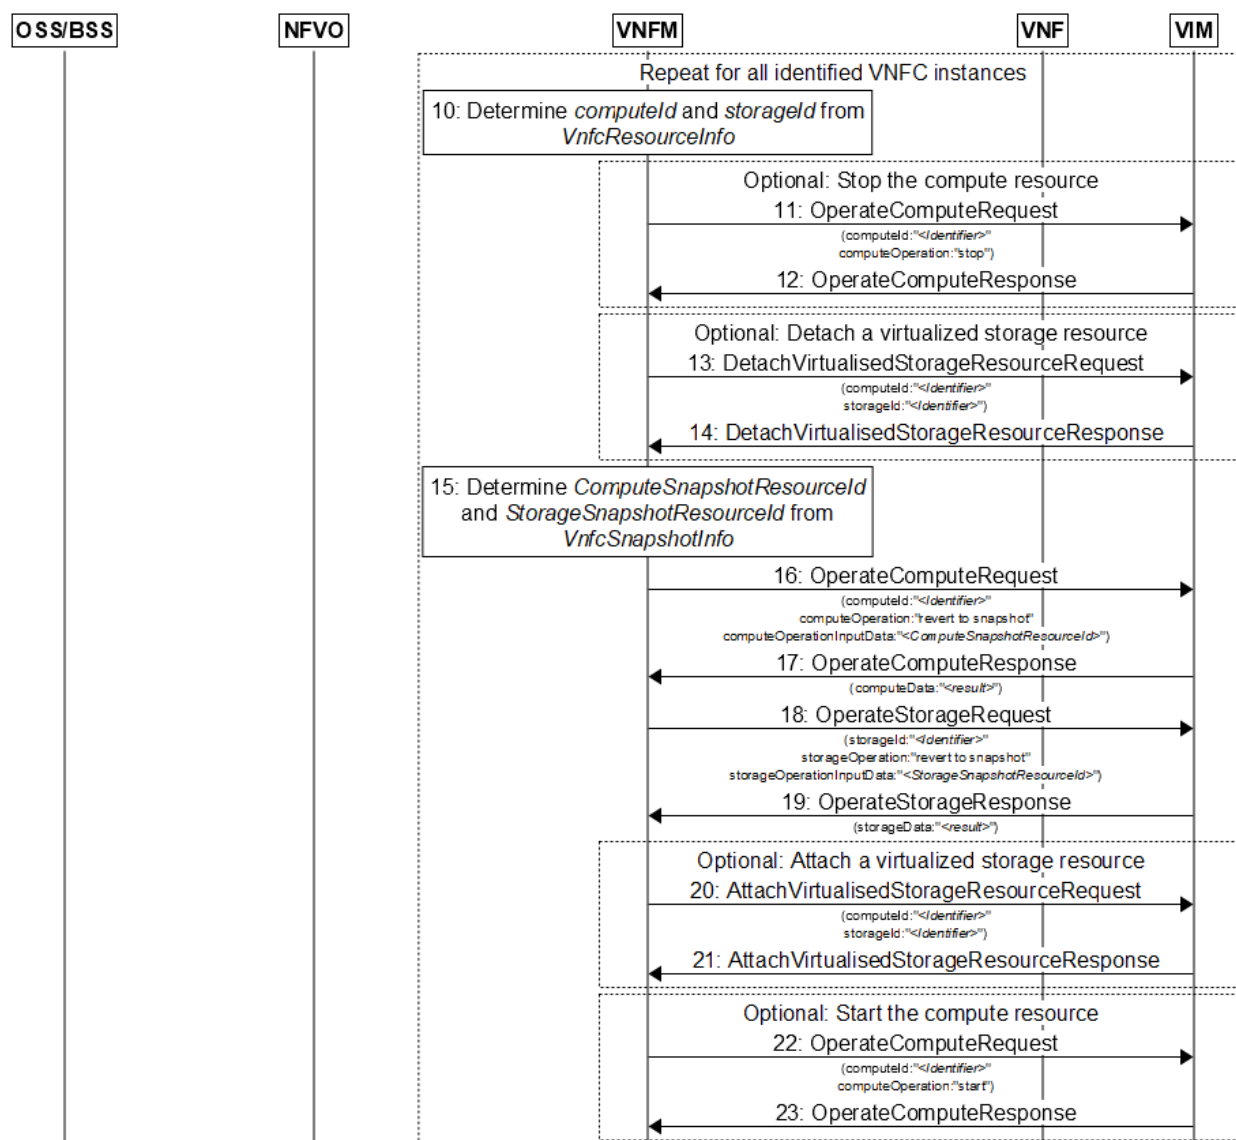 OSS/BSS NFVO VNFM VNF VIM
Repeat for all identified VNFC instances
10: Determine computeId and storageId from
VnfcResourceInfo
Optional: Stop the compute resource
11: OperateComputeRequest
(computeId:"<Identifier>"
computeOperation:"stop")
12: OperateComputeResponse
Optional: Detach a virtualized storage resource
13: DetachVirtualisedStorageResourceRequest
(computeId:"<Identifier>"
storageId:"<Identifier>")
14: DetachVirtualisedStorageResourceResponse
15: Determine ComputeSnapshotResourceId
and StorageSnapshotResourceId from
VnfcSnapshotInfo
16: OperateComputeRequest
(computeId:"<Identifier>"
computeOperation:"revert to snapshot"
computeOperationInputData:"<ComputeSnapshotResourceId>")
17: OperateComputeResponse
(computeData:"<result>")
18: OperateStorageRequest
(storageId:"<Identifier>"
storageOperation:"revert to snapshot"
storageOperationInputData:"<StorageSnapshotResourceId>")
19: OperateStorageResponse
(storageData:"<result>")
Optional: Attach a virtualized storage resource
20: AttachVirtualisedStorageResourceRequest
(computeId:"<Identifier>"
storageId:"<Identifier>")
21: AttachVirtualisedStorageResourceResponse
Optional: Start the compute resource
22: OperateComputeRequest
(computeId:"<Identifier>"
computeOperation:"start")
23: OperateComputeResponse